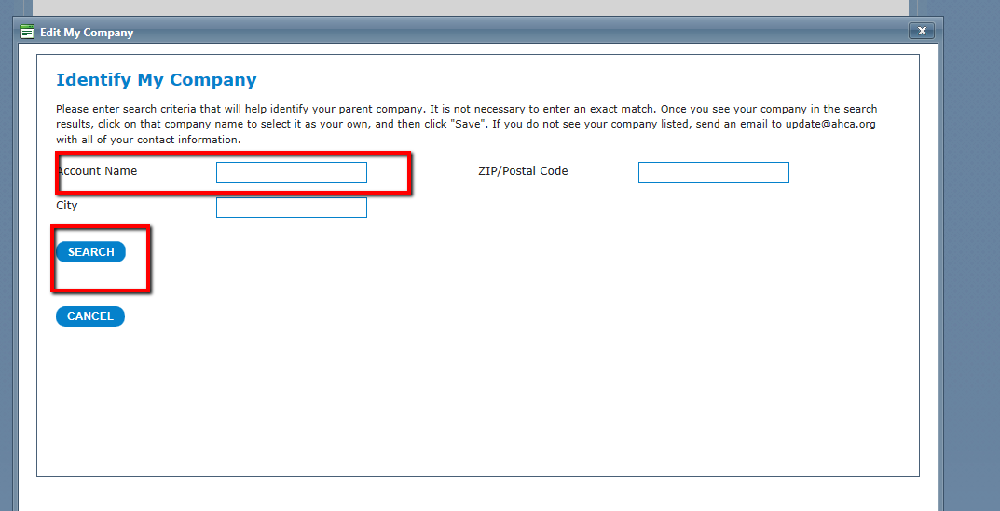 Edit My Company
x
Identify My Company
Please enter search criteria that will help identify your parent company. It is not necessary to enter an exact match. Once you see your company in the search
results, click on that company name to select it as your own, and then click "Save". If you do not see your company listed, send an email to update@ahca.org
with all of your contact information.
Account Name
ZIP/Postal Code
City
SEARCH
CANCEL